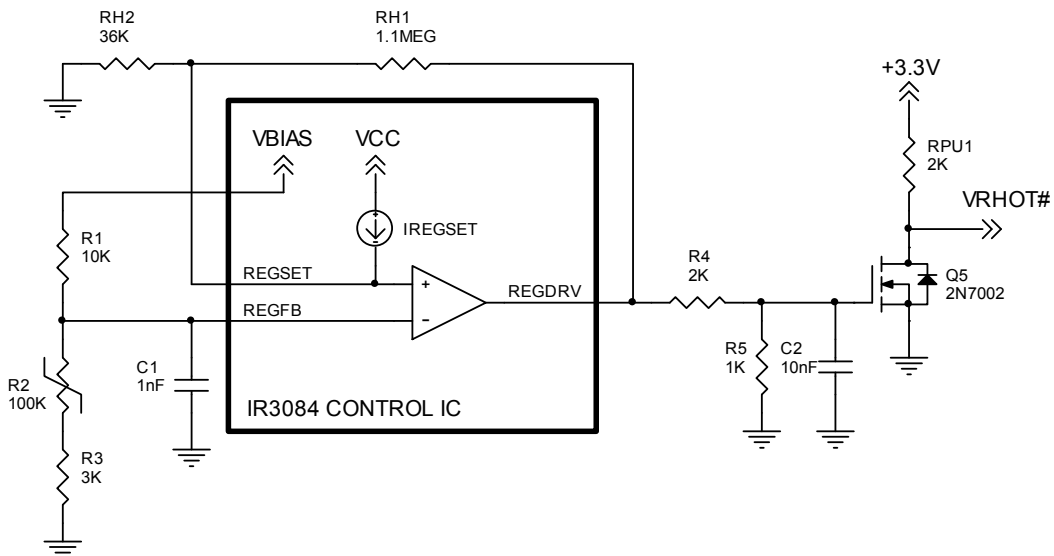 RH2
36K
RH1
1.1MEG
+3.3V
VBIAS
VCC
RPU1
2K
VRHOT#
R1
10K
IREGSET
REGSET
REGFB
+
-
REGDRV
R4
2K
Q5
2N7002
R2
100K
C1
1nF
R5
1K
C2
10nF
IR3084 CONTROL IC
R3
3K